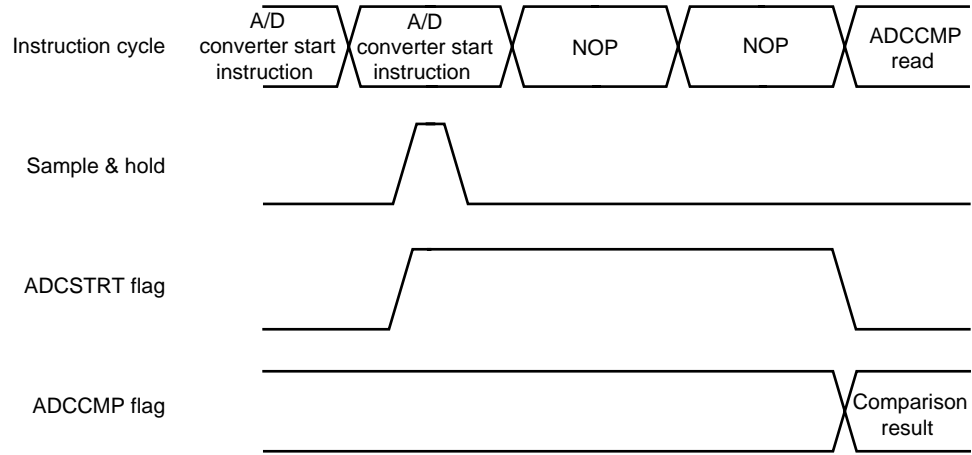 Instruction cycle
A/D
converter start
instruction
A/D
converter start
instruction
NOP
NOP
ADCCMP
read
Sample & hold
ADCSTRT flag
ADCCMP flag
Comparison
result